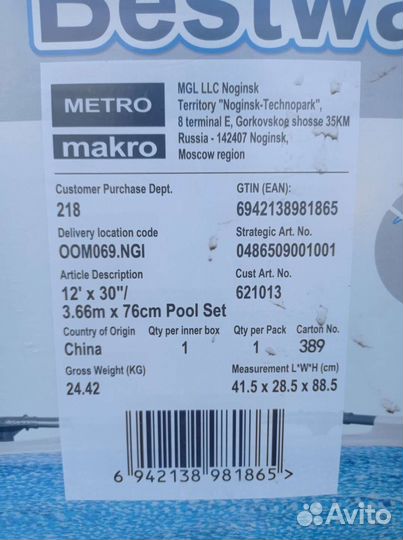 Bestwa
METRO
makro
MGL LLC Noginsk
Territory "Noginsk-Technopark",
8 terminal E, Gorkovskoe shosse 35KM
Russia - 142407 Noginsk,
Moscow region
Customer Purchase Dept.
218
GTIN (EAN):
6942138981865
Delivery location code
OOM069.NGI
Strategic Art. No.
0486509001001
Article Description
12' x 30"/
3.66m x 76cm Pool Set
Cust Art. No.
621013
Country of Origin
China
Qty per inner box
1
Qty per Pack
1
Carton No.
389
Gross Weight (KG)
24.42
Measurement L*W*H (cm)
41.5 x 28.5 x 88.5
6 942138 981865>
Avito